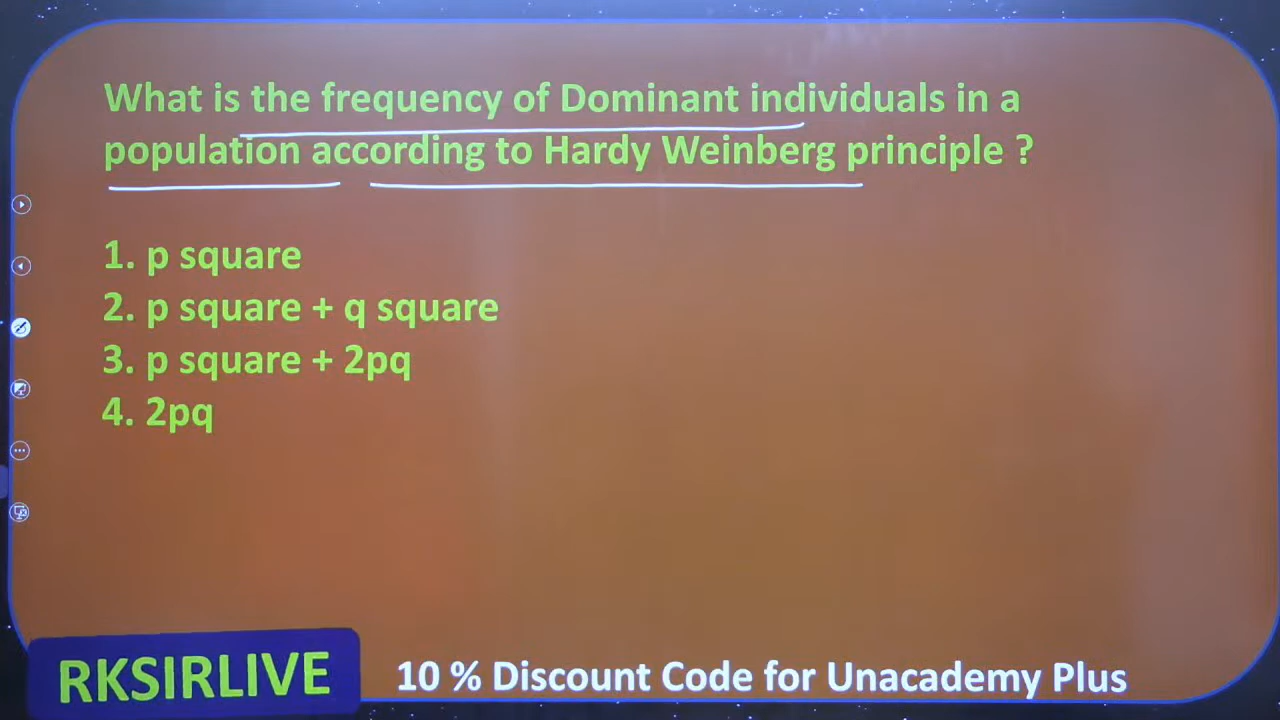 What is the frequency of Dominant individuals in a
population according to Hardy Weinberg principle ?
1. p square
2. p square + q square
3. p square + 2pq
4. 2pq
RKSIRLIVE
10 % Discount Code for Unacademy Plus